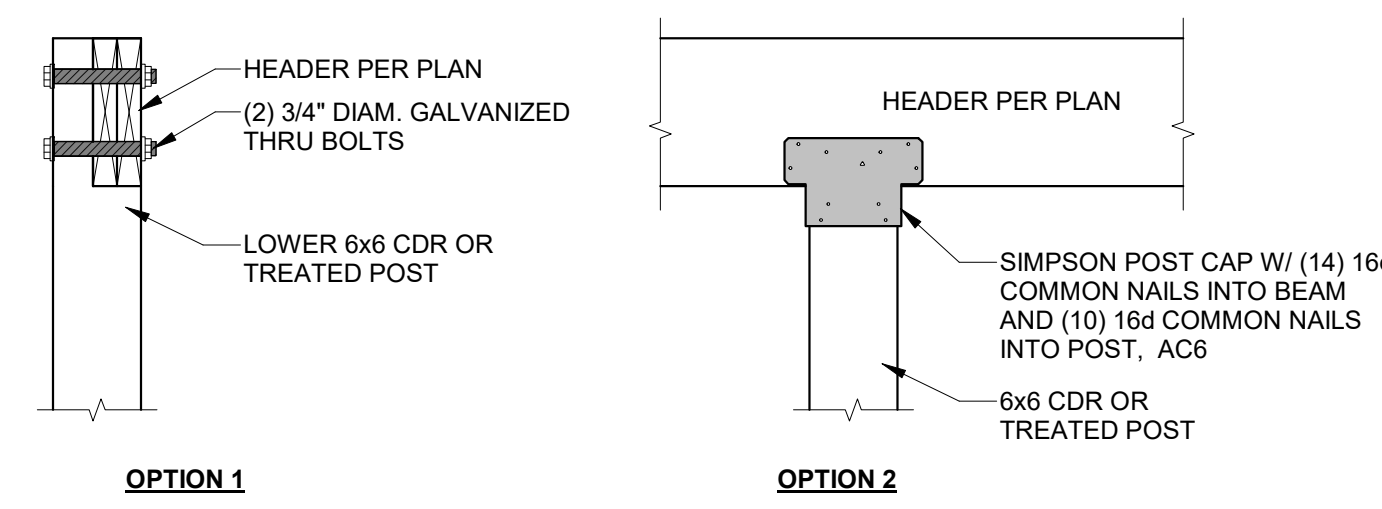 HEADER PER PLAN
(2) 3/4" DIAM. GALVANIZED
THRU BOLTS
LOWER 6x6 CDR OR
TREATED POST
OPTION 1
HEADER PER PLAN
SIMPSON POST CAP W/ (14)
COMMON NAILS INTO BEAM
AND (10) 16d COMMON NAILS
INTO POST, AC6
6x6 CDR OR
TREATED POST
OPTION 2